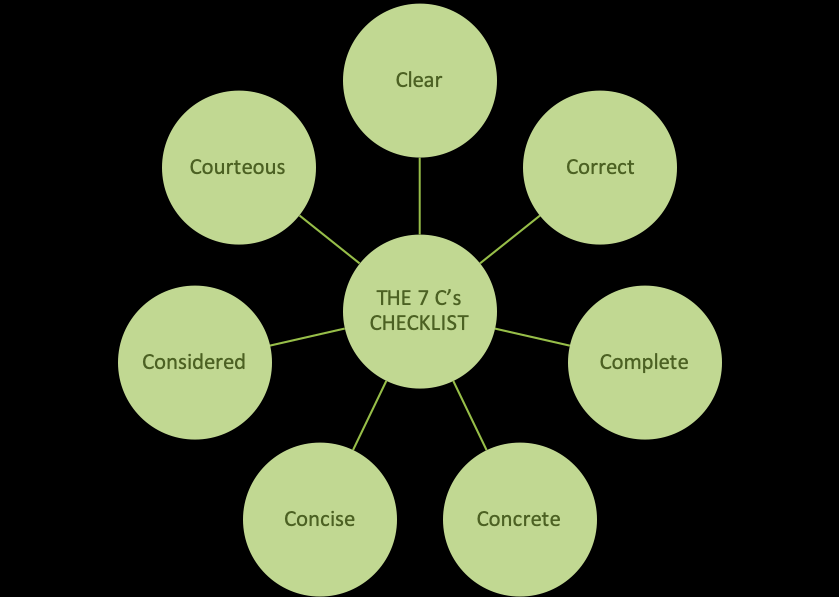 Clear
Correct
Complete
Concrete
Concise
Considered
Courteous
THE 7 C’s
CHECKLIST